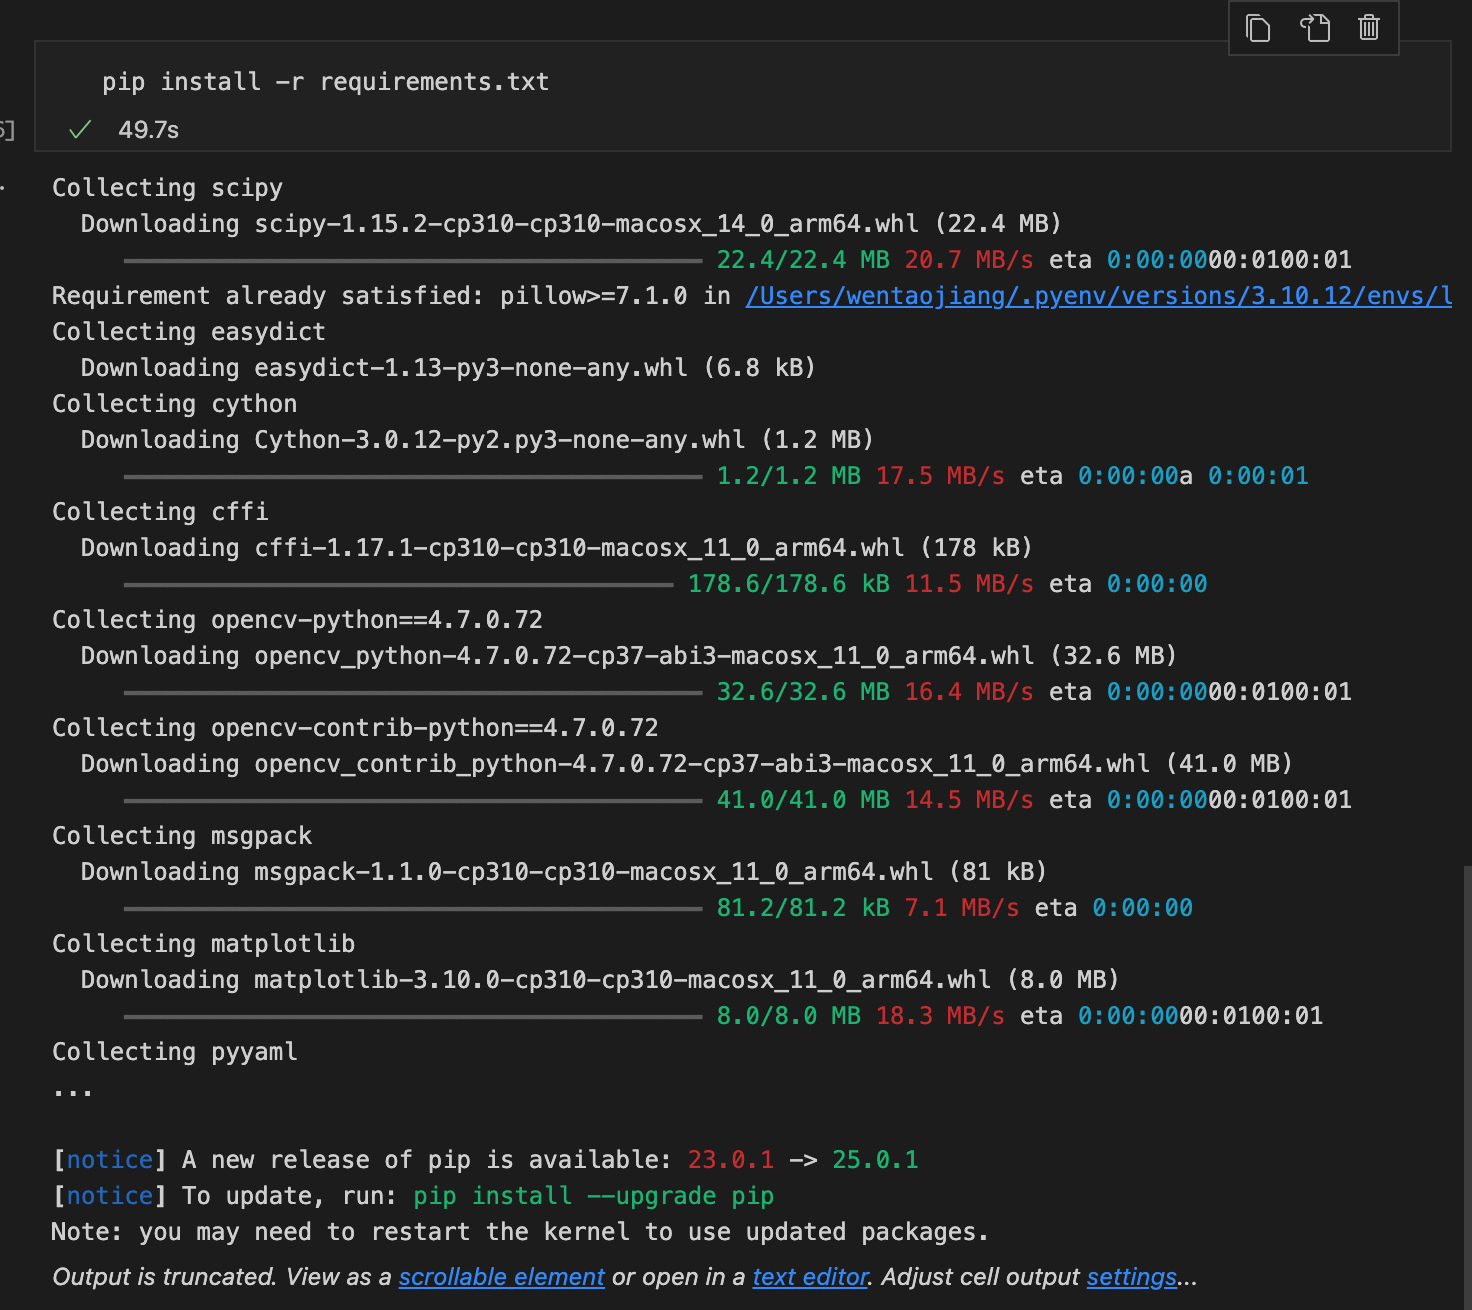 pip install -r requirements.txt
6] 49.7s
Collecting scipy
Downloading scipy-1.15.2-cp310-cp310-macosx_14_0_arm64.whl (22.4 MB)
22.4/22.4 MB 20.7 MB/s eta 0:00:0000:0100:01
Requirement already satisfied: pillow>=7.1.0 in /Users/wentaojiang/.pyenv/versions/3.10.12/envs/l
Collecting easydict
Downloading easydict-1.13-py3-none-any.whl (6.8 kB)
Collecting cython
Downloading Cython-3.0.12-py2.py3-none-any.whl (1.2 MB)
1.2/1.2 MB 17.5 MB/s eta 0:00:00a 0:00:01
Collecting cffi
Downloading cffi-1.17.1-cp310-cp310-macosx_11_0_arm64.whl (178 kB)
178.6/178.6 kB 11.5 MB/s eta 0:00:00
Collecting opencv-python==4.7.0.72
Downloading opencv_python-4.7.0.72-cp37-abi3-macosx_11_0_arm64.whl (32.6 MB)
32.6/32.6 MB 16.4 MB/s eta 0:00:0000:0100:01
Collecting opencv-contrib-python==4.7.0.72
Downloading opencv_contrib_python-4.7.0.72-cp37-abi3-macosx_11_0_arm64.whl (41.0 MB)
41.0/41.0 MB 14.5 MB/s eta 0:00:0000:0100:01
Collecting msgpack
Downloading msgpack-1.1.0-cp310-cp310-macosx_11_0_arm64.whl (81 kB)
81.2/81.2 kB 7.1 MB/s eta 0:00:00
Collecting matplotlib
Downloading matplotlib-3.10.0-cp310-cp310-macosx_11_0_arm64.whl (8.0 MB)
8.0/8.0 MB 18.3 MB/s eta 0:00:0000:0100:01
Collecting pyyaml
...
[notice] A new release of pip is available: 23.0.1 -> 25.0.1
[notice] To update, run: pip install --upgrade pip
Note: you may need to restart the kernel to use updated packages.
Output is truncated. View as a scrollable element or open in a text editor. Adjust cell output settings...